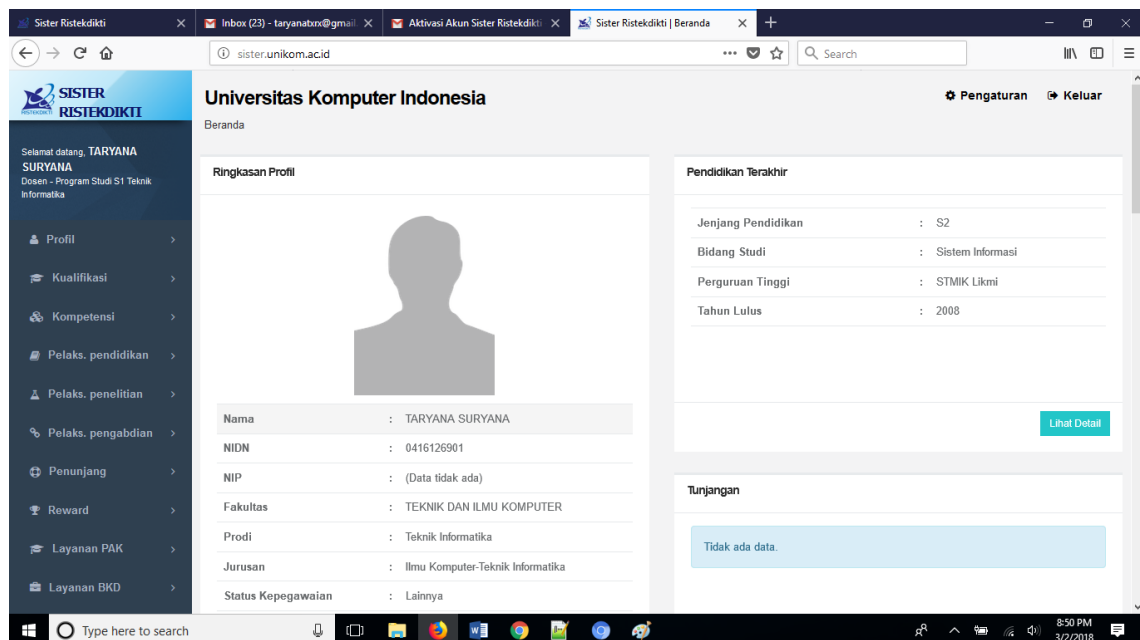 Sister Ristekdikti
Inbox (23) - taryanatxrx@gmail.
Aktivasi Akun Sister Ristekdikti
Sister Ristekdikti | Beranda
sister.unikom.ac.id
Search
SISTER
RISTEKDIKTI
RISTEKDIKTI
Selamat datang, TARYANA
SURYANA
Dosen - Program Studi S1 Teknik
Informatika
Profil
Kualifikasi
Kompetensi
Pelaks. pendidikan
Pelaks. penelitian
Pelaks. pengabdian
Penunjang
Reward
Layanan PAK
Layanan BKD
Universitas Komputer Indonesia
Beranda
Pengaturan
Keluar
Ringkasan Profil
Nama : TARYANA SURYANA
NIDN : 0416126901
NIP : (Data tidak ada)
Fakultas : TEKNIK DAN ILMU KOMPUTER
Prodi : Teknik Informatika
Jurusan : Ilmu Komputer-Teknik Informatika
Status Kepegawaian : Lainnya
Pendidikan Terakhir
Jenjang Pendidikan : S2
Bidang Studi : Sistem Informasi
Perguruan Tinggi : STMIK Likmi
Tahun Lulus : 2008
Lihat Detail
Tunjangan
Tidak ada data.
Type here to search
8:50 PM
3/2/2018